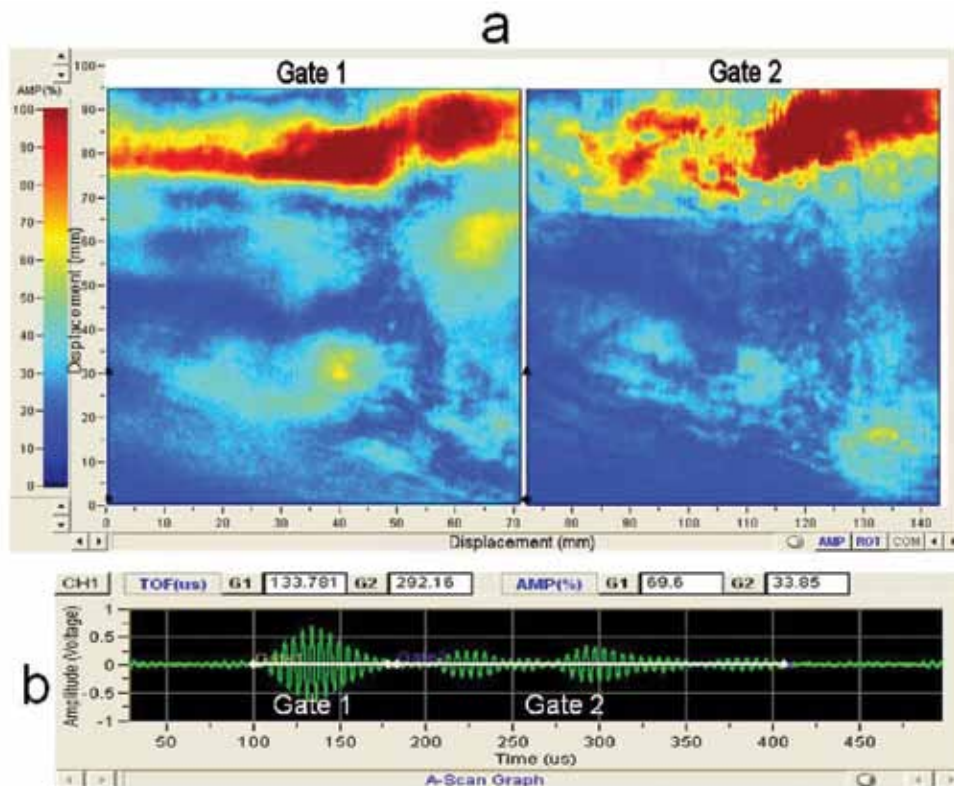 a
Gate 1
Gate 2
AMP(%)
100
90
80
70
60
50
40
30
20
10
0
Displacement (mm)
100
90
80
70
60
50
40
30
20
10
0
0 10 20 30 40 50 60 70 80 90 100 110 120 130 140
Displacement (mm)
AMP ROT COM
b
CH1 TOF(us) G1 133.781 G2 292.16 AMP(%) G1 69.6 G2 33.85
Amplitude (Voltage)
1
0.5
0
-0.5
-1
Gate 1
Gate 2
50 100 150 200 250 300 350 400 450
Time (us)
A-Scan Graph